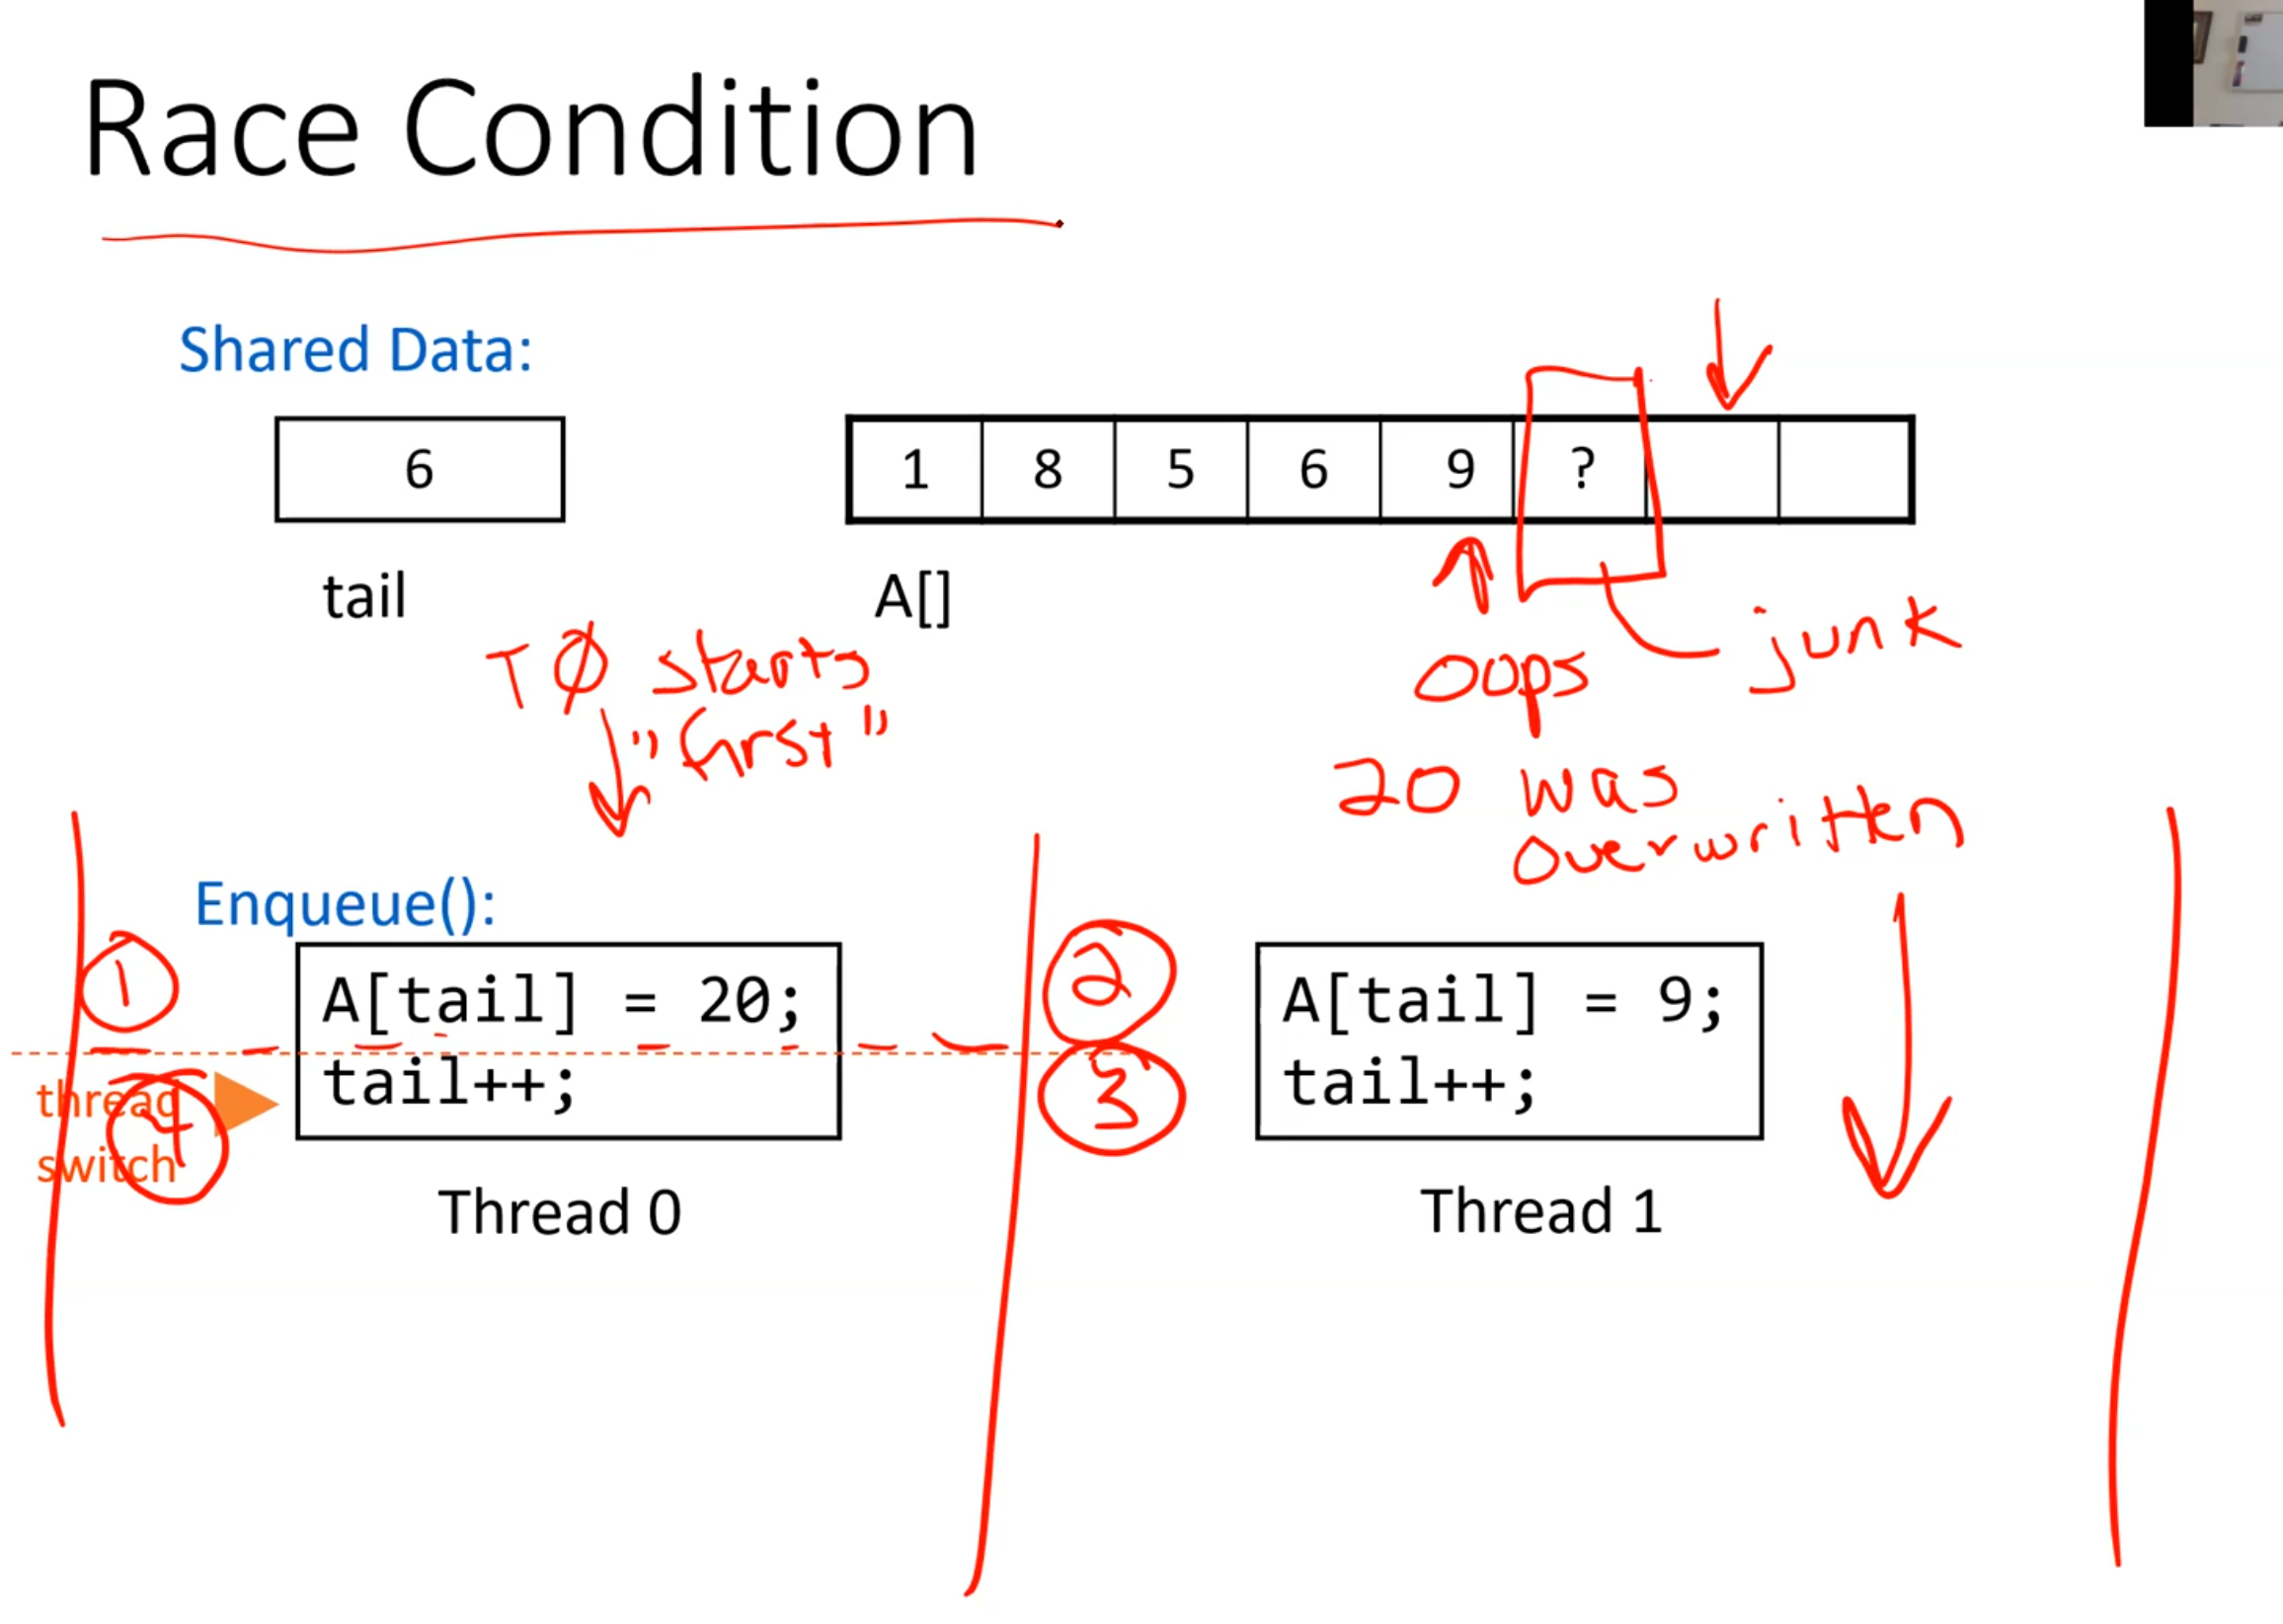 Race Condition
Shared Data:
6
1 8 5 6 9 ?
tail
A[]
TØ starts
"first"
oops
junk
20 was
overwritten
Enqueue():
1
A[tail] = 20;
tail++;
2
3
A[tail] = 9;
tail++;
thread
switch
4
Thread 0
Thread 1